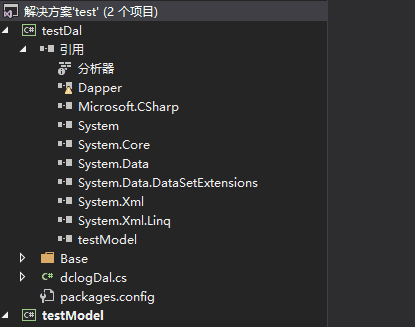 解决方案'test' (2 个项目)
C# testDal
引用
分析器
Dapper
Microsoft.CSharp
System
System.Core
System.Data
System.Data.DataSetExtensions
System.Xml
System.Xml.Linq
testModel
Base
C# dclogDal.cs
packages.config
C# testModel